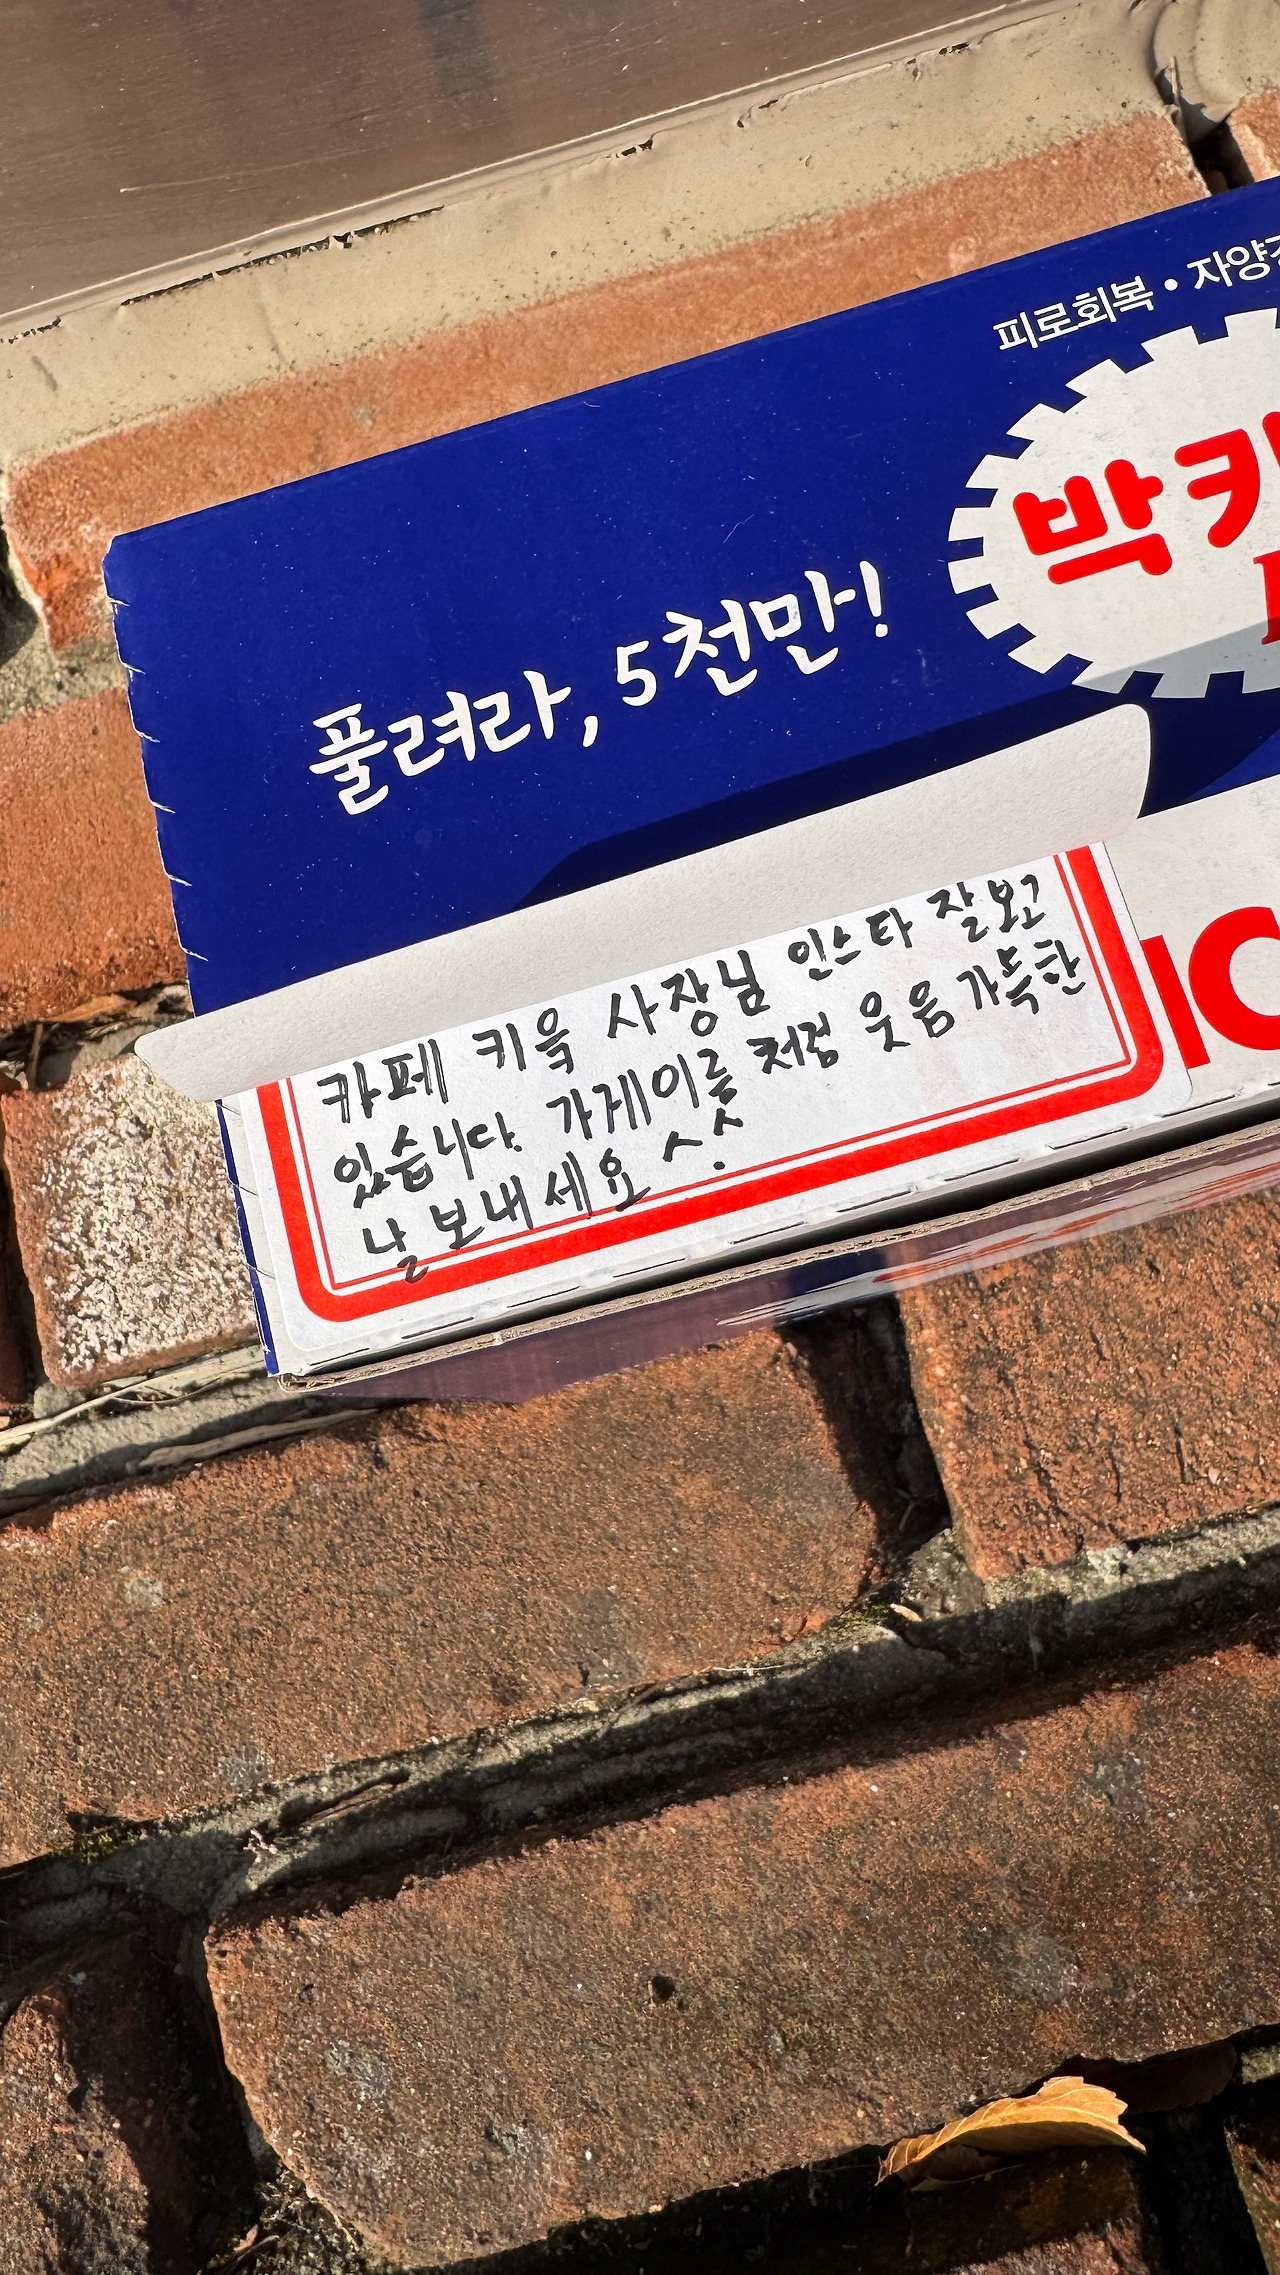 피로회복 • 자양
박카
풀려라, 5천만!
카페 키읔 사장님 인스타 잘보고
있습니다. 가게이름처럼 웃음 가득한
날 보내세요 ^.^